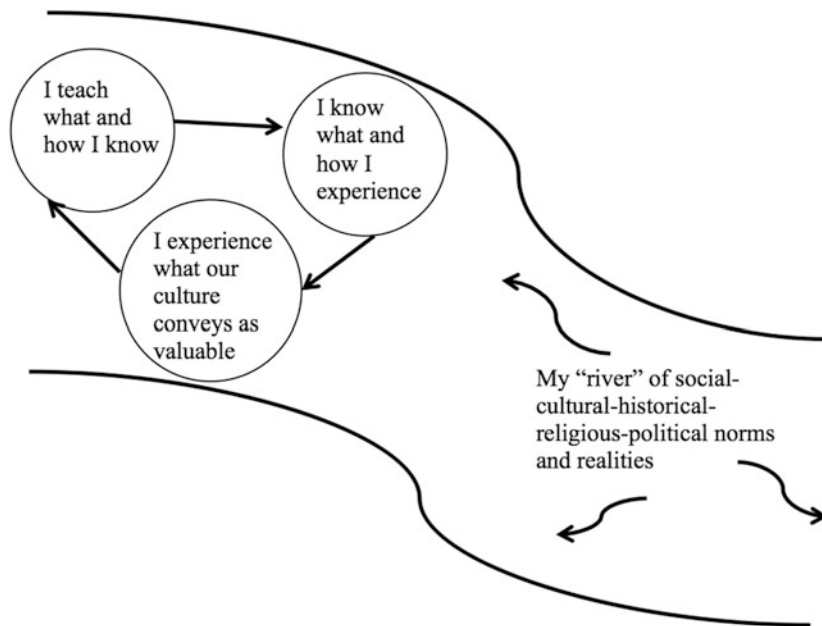 I teach
what and
how I know
I know
what and
how I
experience
I experience
what our
culture
conveys as
valuable
My “river” of social-
cultural-historical-
religious-political norms
and realities